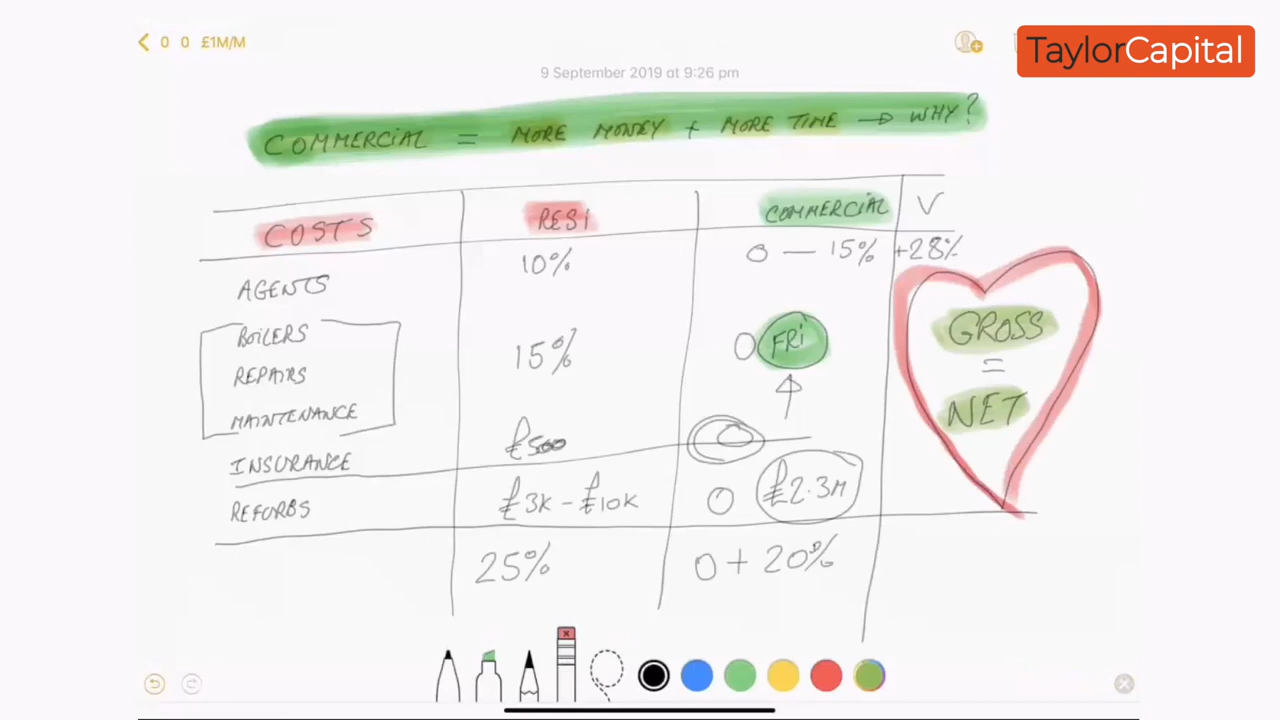 0 0 £1M/M
TaylorCapital
9 September 2019 at 9:26 pm
COMMERCIAL = MORE MONEY + MORE TIME → WHY?
COSTS RESI COMMERCIAL V
AGENTS 10% 0 — 15% +28%
BOILERS
REPAIRS 15% 0 FRI
MAINTENANCE
INSURANCE £500 0
REFURBS £3K - £10K 0 £2.3M
25% 0 + 20%
GROSS
=
NET